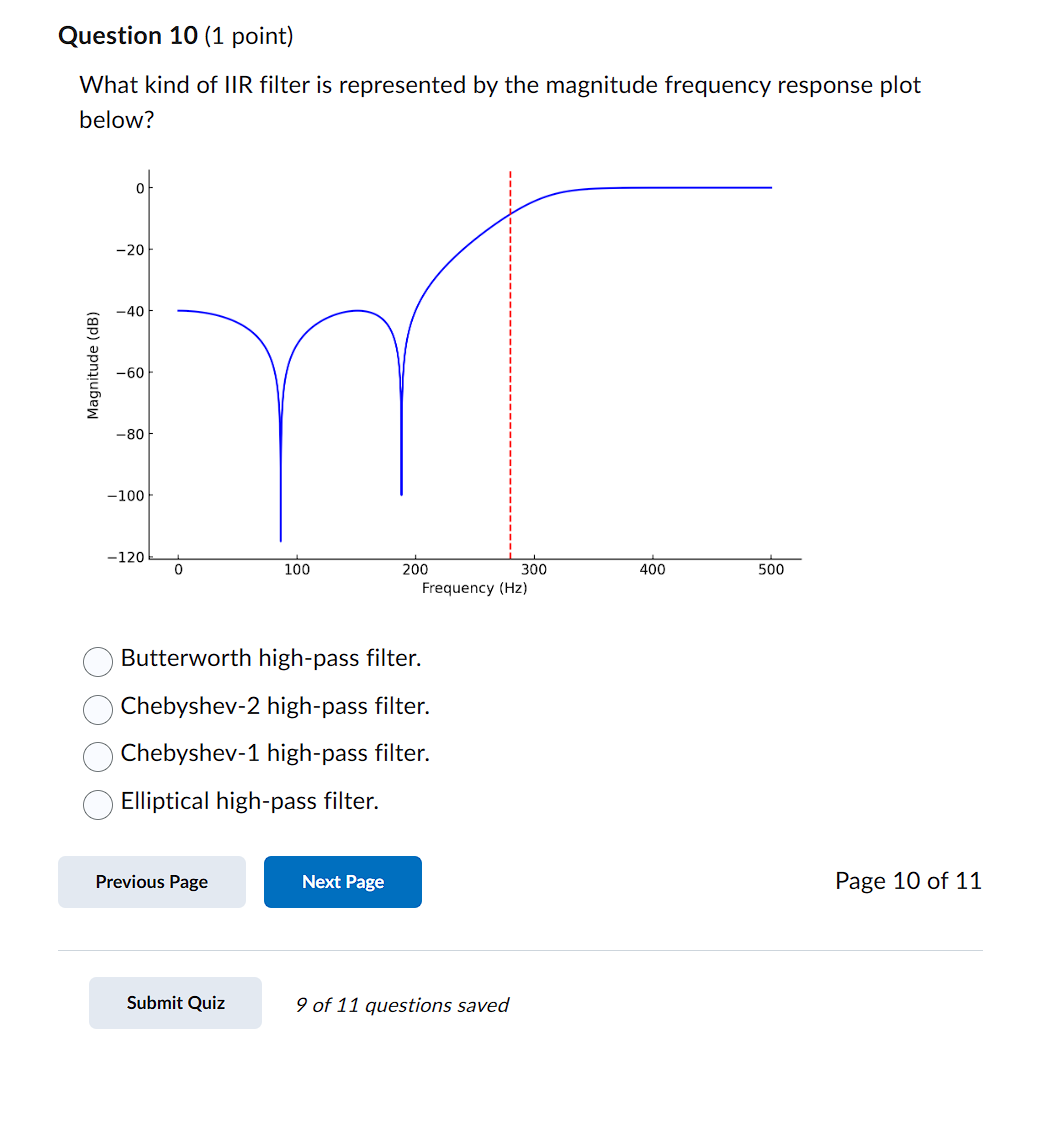 Question 10 (1 point)
What kind of IIR filter is represented by the magnitude frequency response plot
below?
0
−20
−40
−60
−80
−100
−120
Magnitude (dB)
0 100 200 300 400 500
Frequency (Hz)
Butterworth high-pass filter.
Chebyshev-2 high-pass filter.
Chebyshev-1 high-pass filter.
Elliptical high-pass filter.
Previous Page Next Page Page 10 of 11
Submit Quiz 9 of 11 questions saved